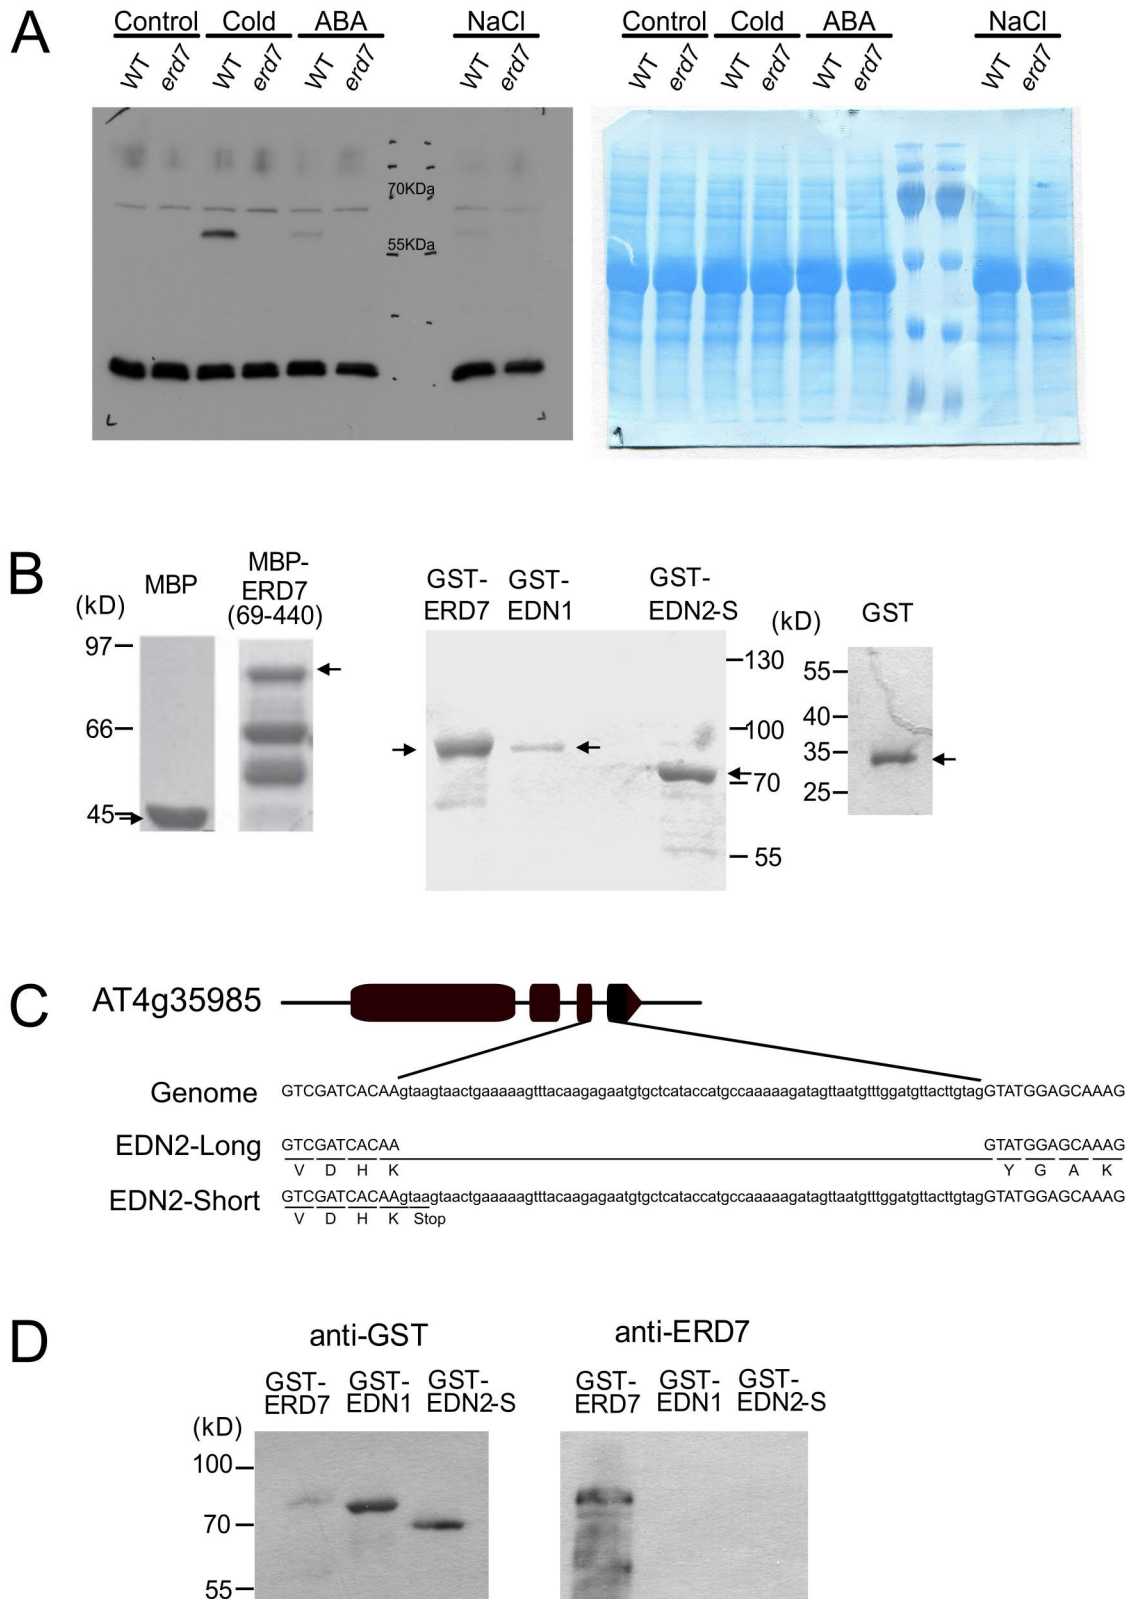 A
Control Cold ABA NaCl
WT erd7 WT erd7 WT erd7 WT erd7
70KDa
55KDa
Control Cold ABA NaCl
WT erd7 WT erd7 WT erd7 WT erd7
B
(kD)
MBP
MBP-
ERD7
(69-440)
97
66
45
GST-
ERD7
GST-
EDN1
GST-
EDN2-S
130
100
70
55
(kD)
GST
55
40
35
25
C
AT4g35985
Genome GTCGATCACAAgtaagtaactgaaaaagtttacaagagaatgtgctcataccatgccaaaaagatagttaatgtttggatgttacttgtagGTATGGAGCAAAG
EDN2-Long GTCGATCACAA GTATGGAGCAAAG
V D H K Y G A K
EDN2-Short GTCGATCACAAgtaagtaactgaaaaagtttacaagagaatgtgctcataccatgccaaaaagatagttaatgtttggatgttacttgtagGTATGGAGCAAAG
V D H K Stop
D
anti-GST
GST-
ERD7
GST-
EDN1
GST-
EDN2-S
(kD)
100
70
55
anti-ERD7
GST-
ERD7
GST-
EDN1
GST-
EDN2-S